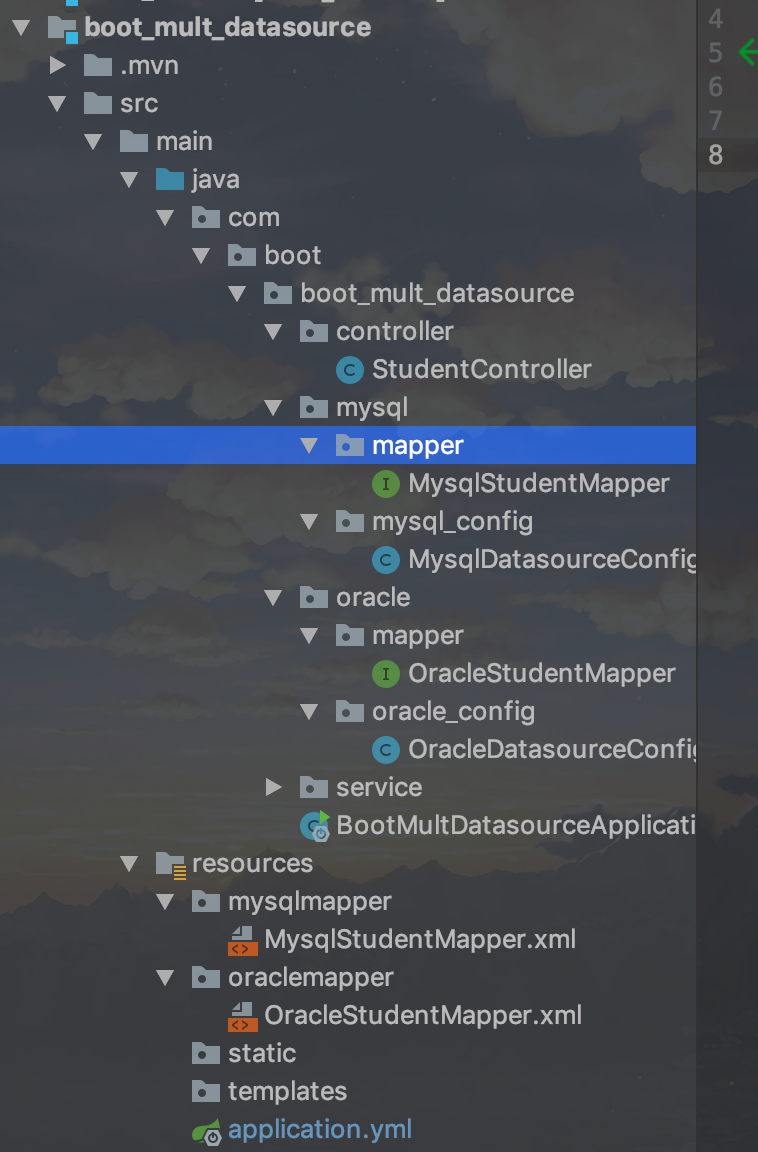 boot_mult_datasource
.mvn
src
main
java
com
boot
boot_mult_datasource
controller
StudentController
mysql
mapper
MysqlStudentMapper
mysql_config
MysqlDatasourceConfig
oracle
mapper
OracleStudentMapper
oracle_config
OracleDatasourceConfi
service
BootMultDatasourceApplicati
resources
mysqlmapper
MysqlStudentMapper.xml
oraclemapper
OracleStudentMapper.xml
static
templates
application.yml
4
5
6
7
8